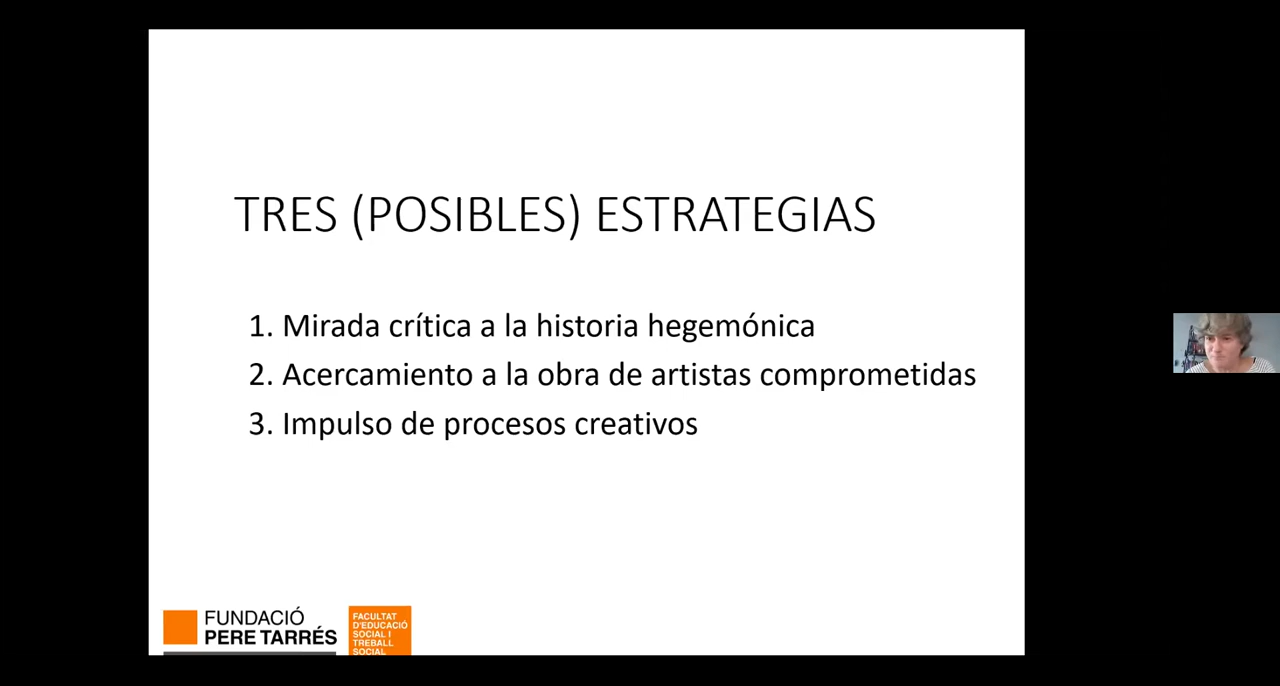 TRES (POSIBLES) ESTRATEGIAS
1. Mirada crítica a la historia hegemónica
2. Acercamiento a la obra de artistas comprometidas
3. Impulso de procesos creativos
FUNDACIÓ
PERE TARRÉS
FACULTAT
D'EDUCACIÓ
SOCIAL I
TREBALL
SOCIAL